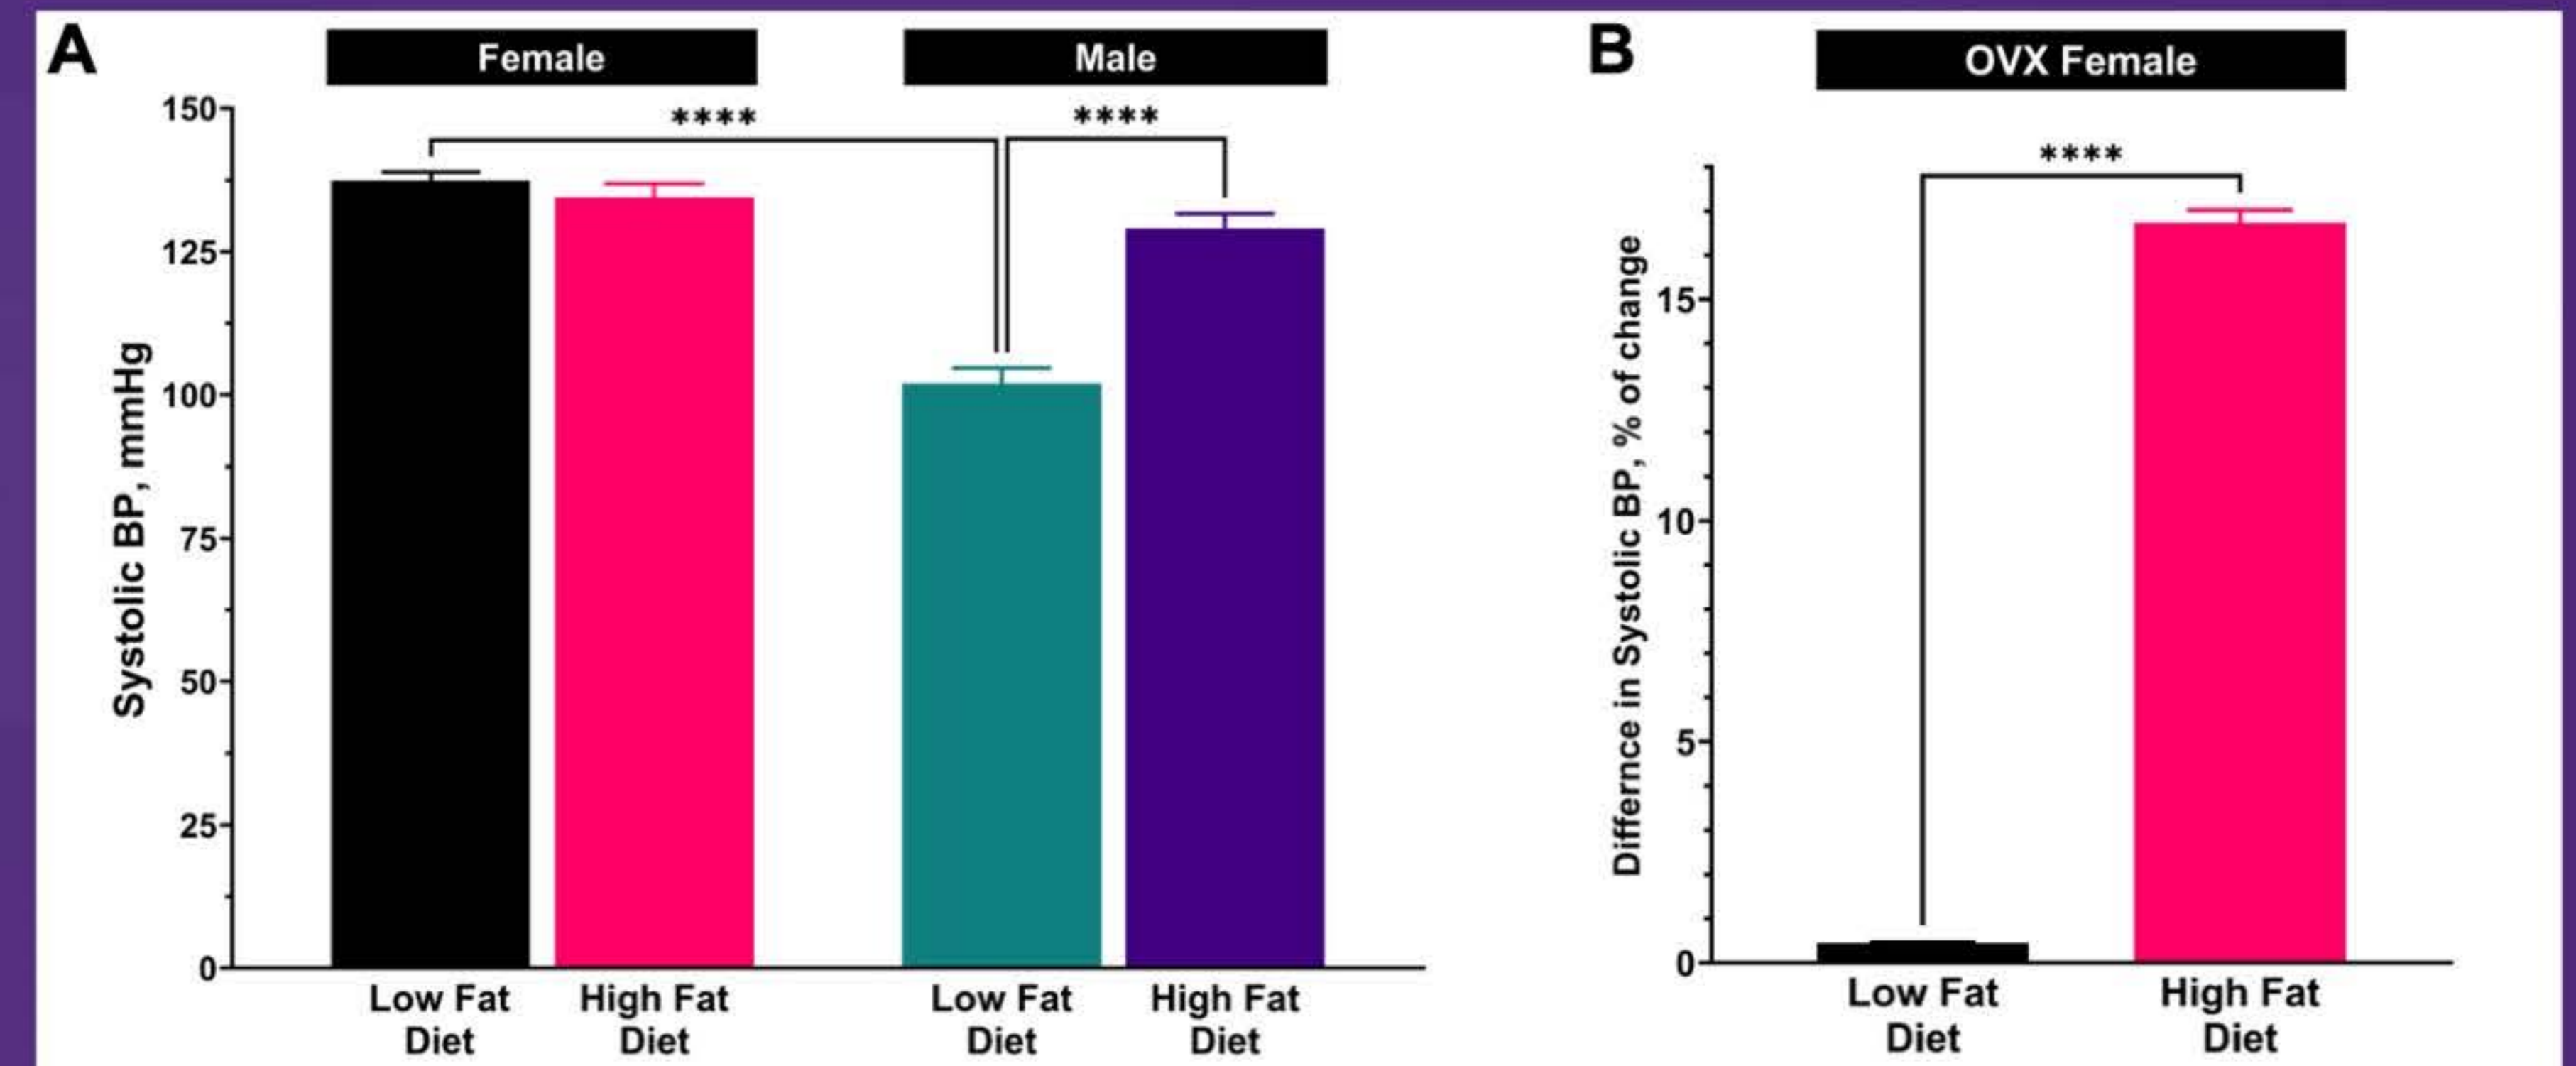 A
Female
Male
****
****
Systolic BP, mmHg
150
125
100
75
50
25
0
Low Fat
Diet
High Fat
Diet
Low Fat
Diet
High Fat
Diet
B
OVX Female
****
Differnce in Systolic BP, % of change
15
10
5
0
Low Fat
Diet
High Fat
Diet